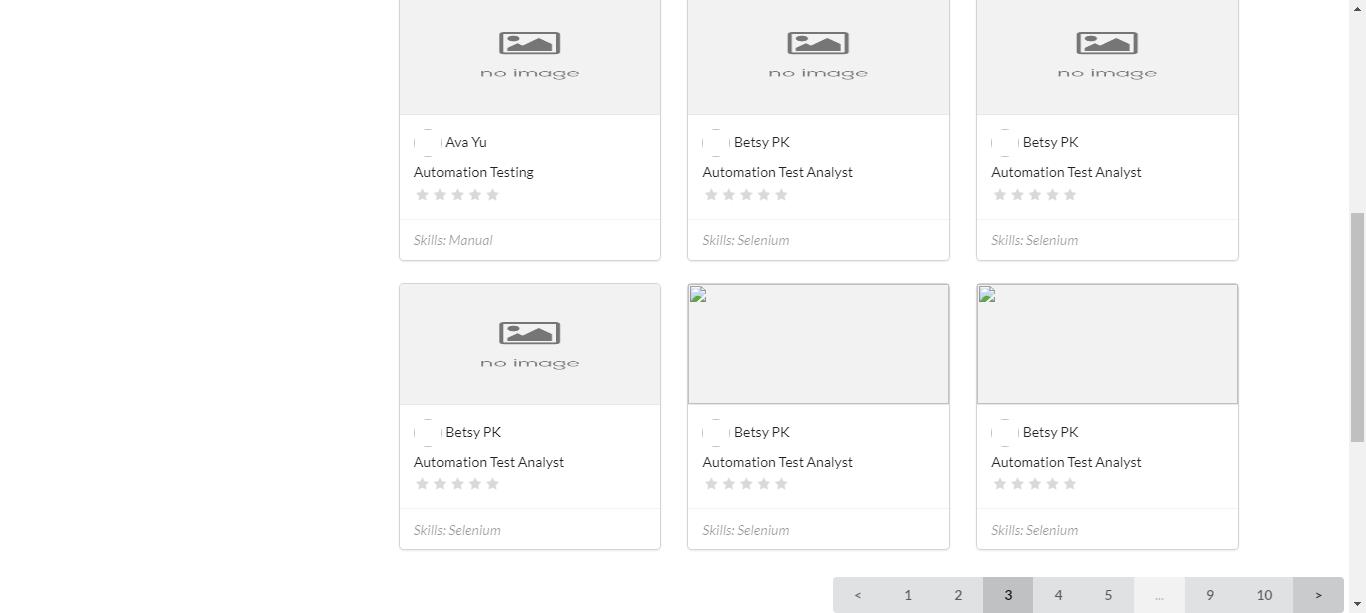 no image
no image
no image
Ava Yu
Betsy PK
Betsy PK
Automation Testing
Automation Test Analyst
Automation Test Analyst
Skills: Manual
Skills: Selenium
Skills: Selenium
no image
Betsy PK
Betsy PK
Betsy PK
Automation Test Analyst
Automation Test Analyst
Automation Test Analyst
Skills: Selenium
Skills: Selenium
Skills: Selenium
< 1 2 3 4 5 ... 9 10 >